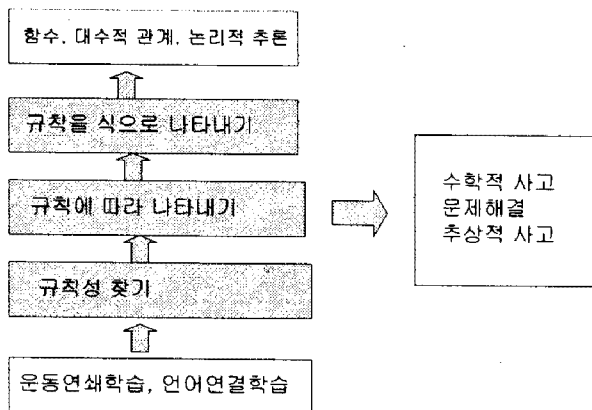 함수, 대수적 관계, 논리적 추론
규칙을 식으로 나타내기
규칙에 따라 나타내기
규칙성 찾기
운동연쇄학습, 언어연결학습
수학적 사고
문제해결
추상적 사고